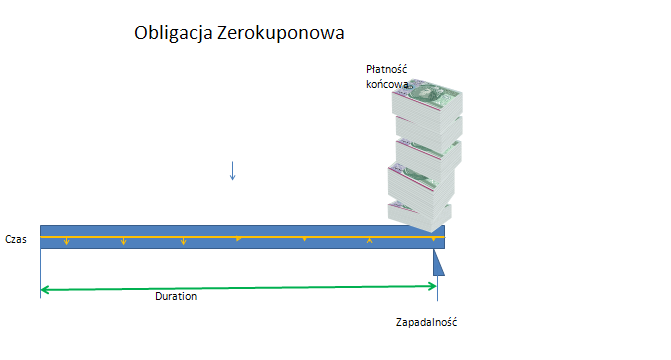 Obligacja Zerokuponowa
Płatność
końcowa
Czas
Duration
Zapadalność